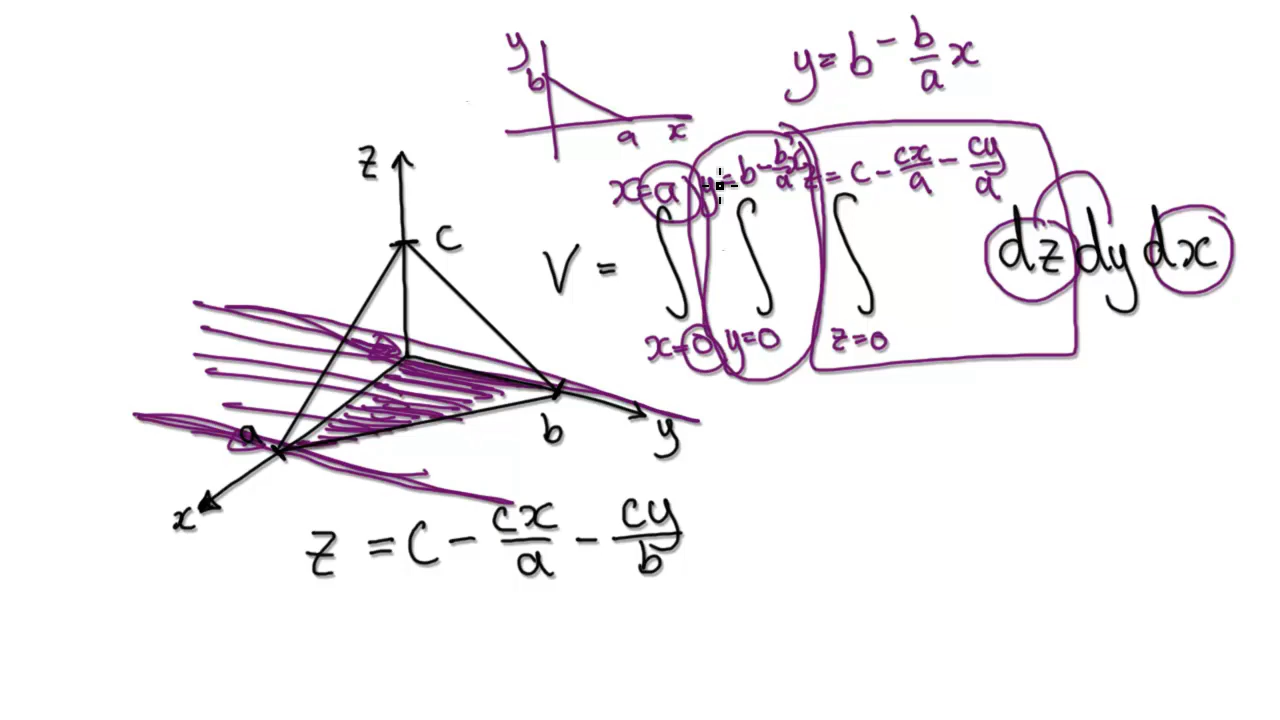 y = b - b/a x
y
b
a x
z
x=a y=b-b/a x z = c - cx/a - cy/a
c
V = ∫ ∫ ∫ dz dy dx
x=0 y=0 z=0
a
b
y
x
z = c - cx/a - cy/b